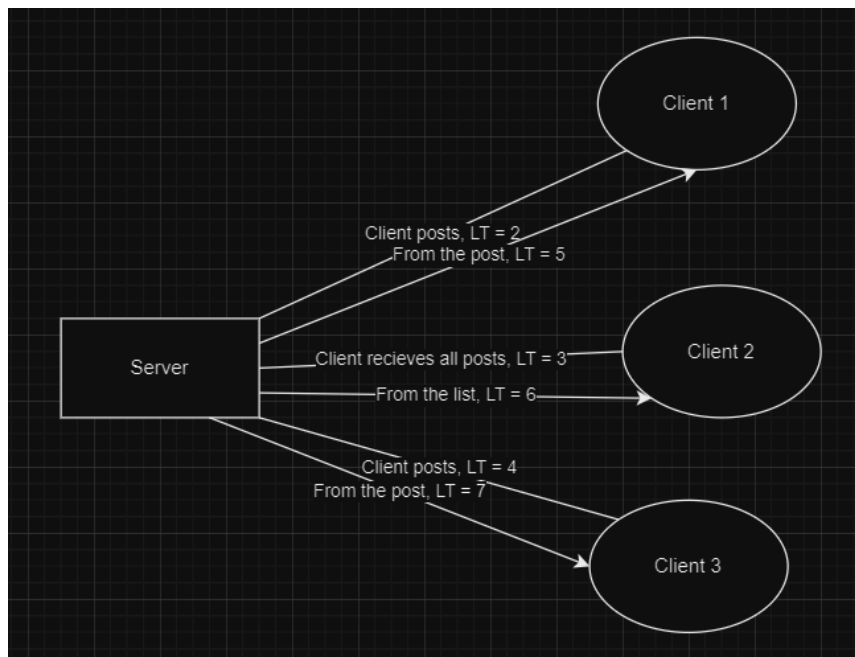 Client 1
Client posts, LT = 2
From the post, LT = 5
Server
Client recieves all posts, LT = 3
Client 2
From the list, LT = 6
Client posts, LT = 4
From the post, LT = 7
Client 3